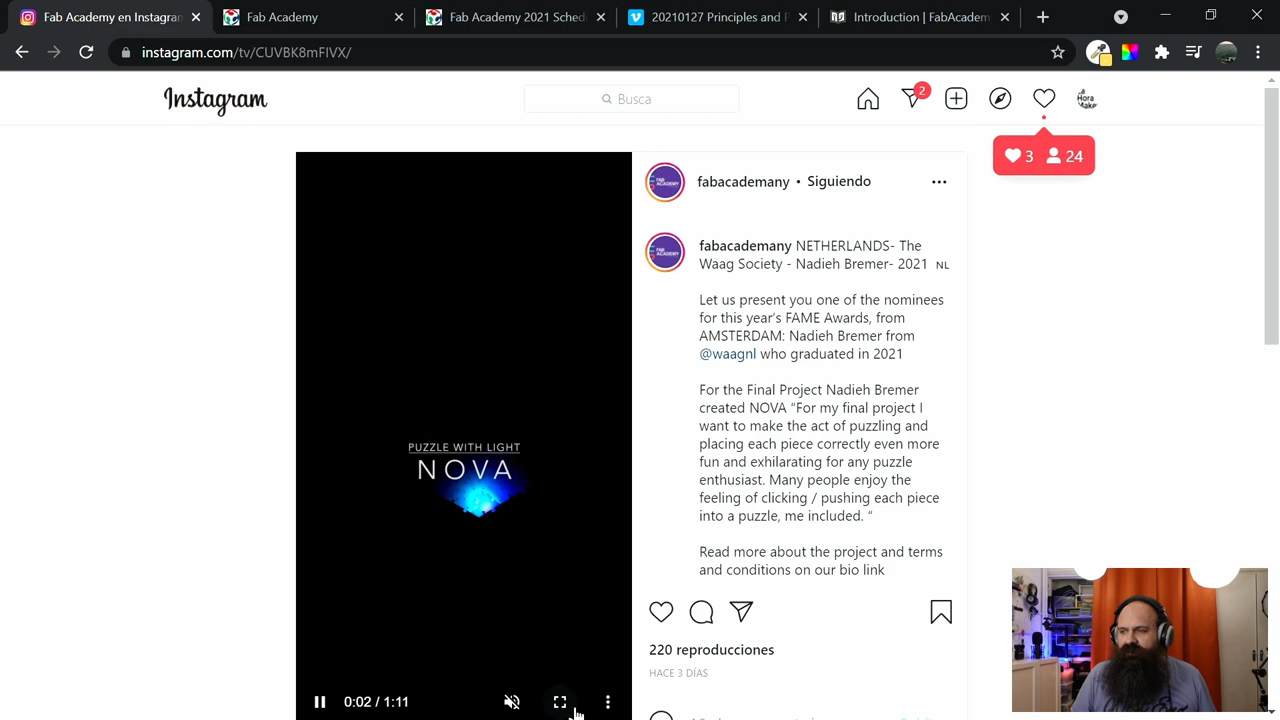 Fab Academy en Instagran
Fab Academy
Fab Academy 2021 Sched
20210127 Principles and P
Introduction | FabAcadem
instagram.com/tv/CUVBK8mFIVX/
Instagram
Busca
2
Hora
Make
3 24
fabacademany • Siguiendo
fabacademany NETHERLANDS- The
Waag Society - Nadieh Bremer- 2021 NL
Let us present you one of the nominees
for this year's FAME Awards, from
AMSTERDAM: Nadieh Bremer from
@waagnl who graduated in 2021
For the Final Project Nadieh Bremer
created NOVA “For my final project I
want to make the act of puzzling and
placing each piece correctly even more
fun and exhilarating for any puzzle
enthusiast. Many people enjoy the
feeling of clicking / pushing each piece
into a puzzle, me included. “
Read more about the project and terms
and conditions on our bio link
PUZZLE WITH LIGHT
NOVA
220 reproducciones
HACE 3 DÍAS
0:02 / 1:11